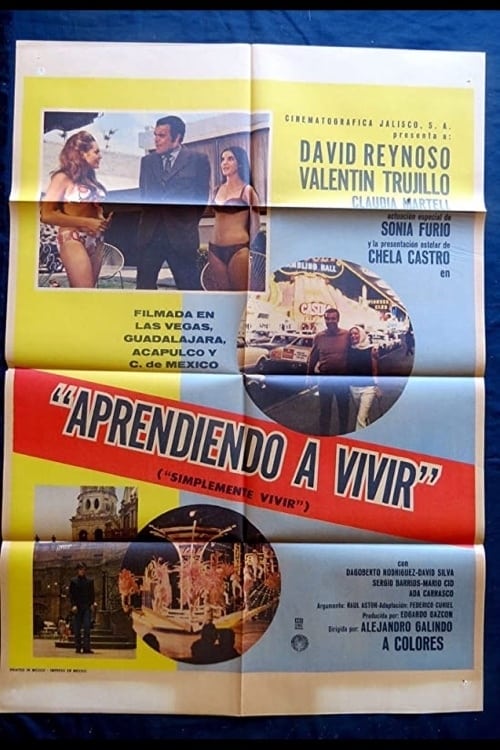 CINEMATOGRAFICA JALISCO, S. A.
presenta a:
DAVID REYNOSO
VALENTIN TRUJILLO
CLAUDIA MARTELL
actuación especial de
SONIA FURIO
y la presentación estelar de
CHELA CASTRO
en
FILMADA EN
LAS VEGAS,
GUADALAJARA,
ACAPULCO Y
C. de MEXICO
"APRENDIENDO A VIVIR"
("SIMPLEMENTE VIVIR")
con
DAGOBERTO RODRIGUEZ-DAVID SILVA
SERGIO BARRIOS-MARIO CID
ADA CARRASCO
Argumento: RAUL ASTOR-Adaptación: FEDERICO CURIEL
Producida por: EDGARDO GAZCON
Dirigida por: ALEJANDRO GALINDO
A COLORES
PRINTED IN MEXICO - IMPRESO EN MEXICO